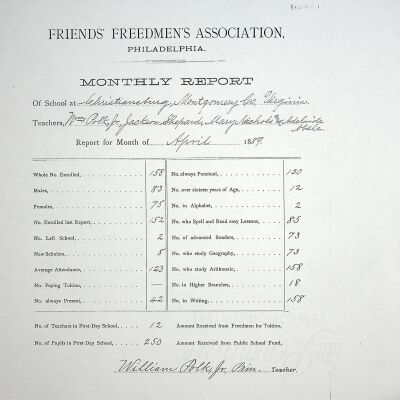 FRIENDS' FREEDMEN'S ASSOCIATION,
PHILADELPHIA.
MONTHLY REPORT
Of School at Christiansburg, Montgomery Co. Virginia.
Teachers, Wm Polk Jr, Jackson Shepard, Mary Nichols & Adelaide
Report for Month of April 1889.
Whole No. Enrolled, 158
Males, 83
Females, 75
No. Enrolled last Report, 152
No. Left School, 2
New Scholars, 8
Average Attendance, 123
No. Paying Tuition, —
No. always Present, 42
No. always Punctual, 130
No. over sixteen years of Age, 12
No. in Alphabet, 2
No. who Spell and Read easy Lessons, 85
No. of advanced Readers, 73
No. who study Geography, 73
No. who study Arithmetic, 158
No. in Higher Branches, 18
No. in Writing, 158
No. of Teachers in First-Day School, 12
Amount Received from Freedmen for Tuition,
No. of Pupils in First-Day School, 250
Amount Received from Public School Fund,
William Polk Jr. Prin. Teacher.